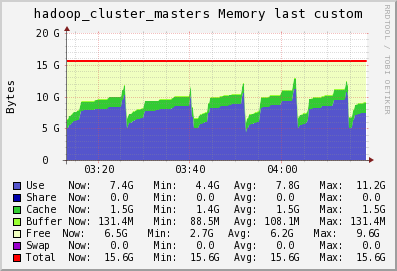 hadoop_cluster_masters Memory last custom
RRDTOOL / TOBI OETIKER
Bytes
20 G
15 G
10 G
5 G
0
03:20 03:40 04:00
Use Now: 7.4G Min: 4.4G Avg: 7.8G Max: 11.2G
Share Now: 0.0 Min: 0.0 Avg: 0.0 Max: 0.0
Cache Now: 1.5G Min: 1.4G Avg: 1.5G Max: 1.5G
Buffer Now: 131.4M Min: 88.5M Avg: 108.1M Max: 131.4M
Free Now: 6.5G Min: 2.7G Avg: 6.2G Max: 9.6G
Swap Now: 0.0 Min: 0.0 Avg: 0.0 Max: 0.0
Total Now: 15.6G Min: 15.6G Avg: 15.6G Max: 15.6G